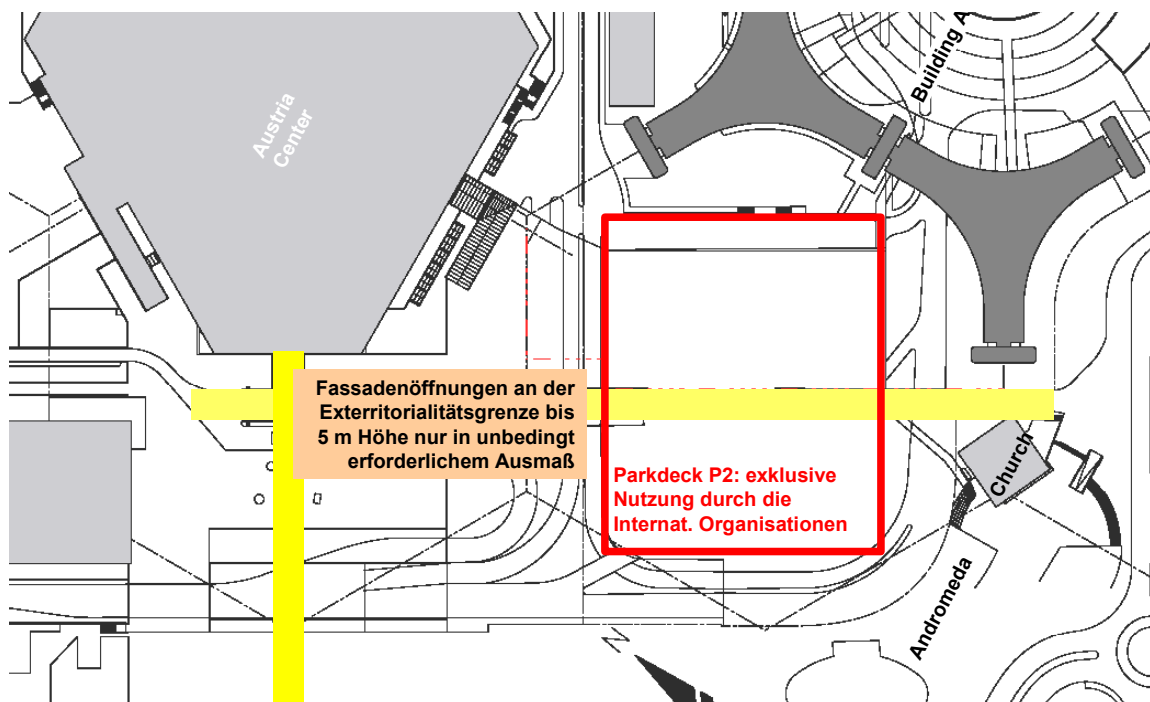 Austria
Center
Building A
Fassadenöffnungen an der
Exterritorialitätsgrenze bis
5 m Höhe nur in unbedingt
erforderlichem Ausmaß
Parkdeck P2: exklusive
Nutzung durch die
Internat. Organisationen
Church
Andromeda
N